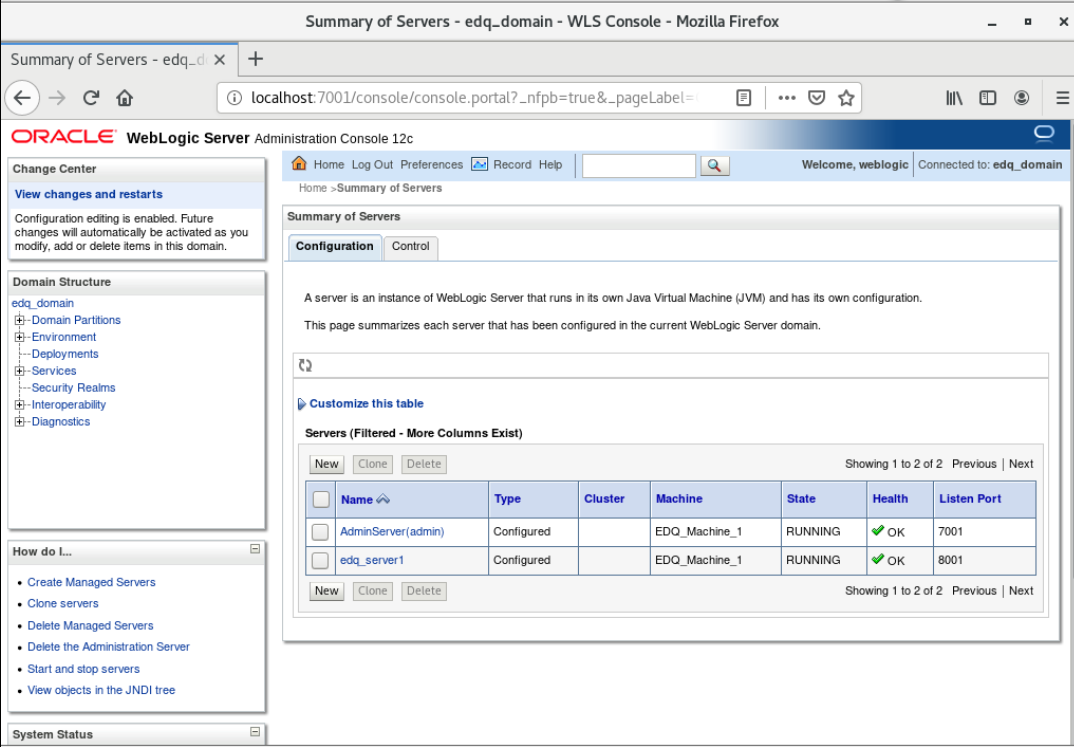 Summary of Servers - edq_domain - WLS Console - Mozilla Firefox
Summary of Servers - edq_d
localhost:7001/console/console.portal?_nfpb=true&_pageLabel=
ORACLE WebLogic Server Administration Console 12c
Change Center
View changes and restarts
Configuration editing is enabled. Future
changes will automatically be activated as you
modify, add or delete items in this domain.
Domain Structure
edq_domain
Domain Partitions
Environment
Deployments
Services
Security Realms
Interoperability
Diagnostics
How do I...
Create Managed Servers
Clone servers
Delete Managed Servers
Delete the Administration Server
Start and stop servers
View objects in the JNDI tree
System Status
Home Log Out Preferences Record Help
Welcome, weblogic Connected to: edq_domain
Home >Summary of Servers
Summary of Servers
Configuration Control
A server is an instance of WebLogic Server that runs in its own Java Virtual Machine (JVM) and has its own configuration.
This page summarizes each server that has been configured in the current WebLogic Server domain.
Customize this table
Servers (Filtered - More Columns Exist)
New Clone Delete Showing 1 to 2 of 2 Previous | Next
Name Type Cluster Machine State Health Listen Port
AdminServer(admin) Configured EDQ_Machine_1 RUNNING OK 7001
edq_server1 Configured EDQ_Machine_1 RUNNING OK 8001
New Clone Delete Showing 1 to 2 of 2 Previous | Next